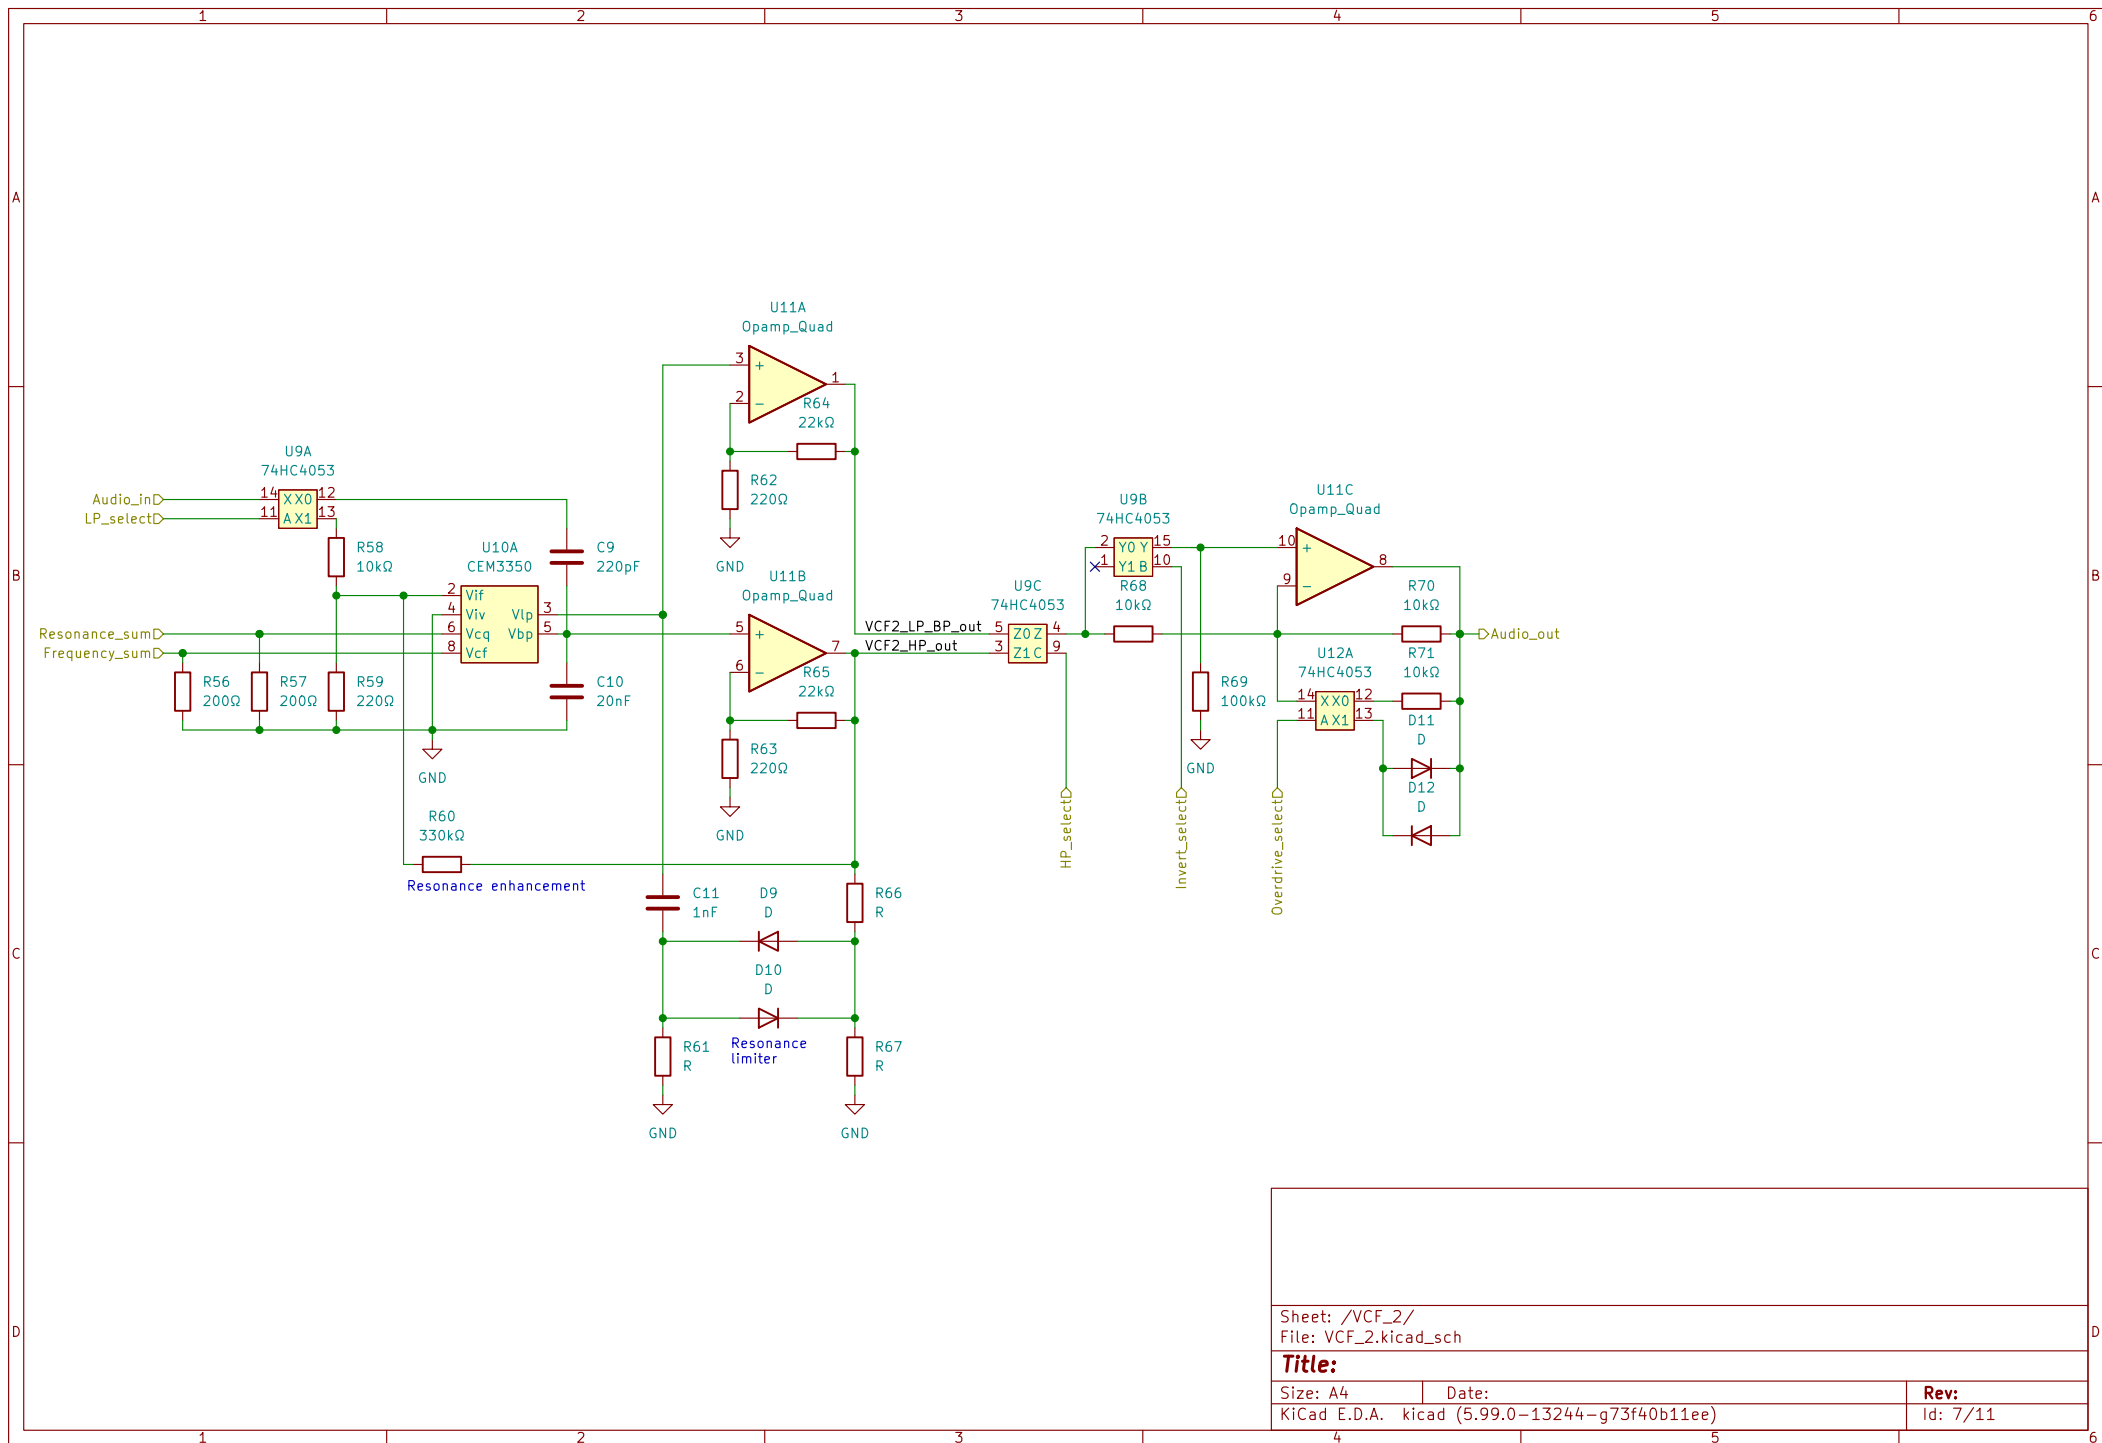 1 2 3 4 5 6
A A
B B
C C
D D
U11A
Opamp_Quad
3
+
1
2
−
R64
22kΩ
R62
220Ω
GND
U9A
74HC4053
Audio_in
14 X X0 12
LP_select
11 A X1 13
R58
10kΩ
U10A
CEM3350
C9
220pF
2 Vif
4 Viv
Vlp 3
Resonance_sum
6 Vcq
Vbp 5
Frequency_sum
8 Vcf
R56
200Ω
R57
200Ω
R59
220Ω
C10
20nF
GND
U11B
Opamp_Quad
5
+
7
6
−
R65
22kΩ
R63
220Ω
GND
R60
330kΩ
Resonance enhancement
VCF2_LP_BP_out
VCF2_HP_out
U9C
74HC4053
5 Z0 Z 4
3 Z1 C 9
HP_select
U9B
74HC4053
2 Y0 Y 15
1 Y1 B 10
R68
10kΩ
Invert_select
R69
100kΩ
GND
U11C
Opamp_Quad
10
+
8
9
−
R70
10kΩ
Audio_out
R71
10kΩ
U12A
74HC4053
14 X X0 12
11 A X1 13
D11
D
D12
D
Overdrive_select
C11
1nF
D9
D
R66
R
D10
D
Resonance
limiter
R61
R
R67
R
GND
GND
Sheet: /VCF_2/
File: VCF_2.kicad_sch
Title:
Size: A4 Date: Rev:
KiCad E.D.A. kicad (5.99.0-13244-g73f40b11ee) Id: 7/11
1 2 3 4 5 6